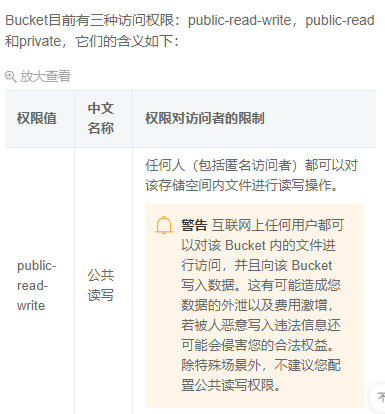 Bucket目前有三种访问权限：public-read-write，public-read
和private，它们的含义如下：
放大查看
权限值
中文
名称
权限对访问者的限制
public-
read-
write
公共
读写
任何人（包括匿名访问者）都可以对
该存储空间内文件进行读写操作。
警告 互联网上任何用户都可
以对该 Bucket 内的文件进
行访问，并且向该 Bucket
写入数据。这有可能造成您
数据的外泄以及费用激增，
若被人恶意写入违法信息还
可能会侵害您的合法权益。
除特殊场景外，不建议您配
置公共读写权限。